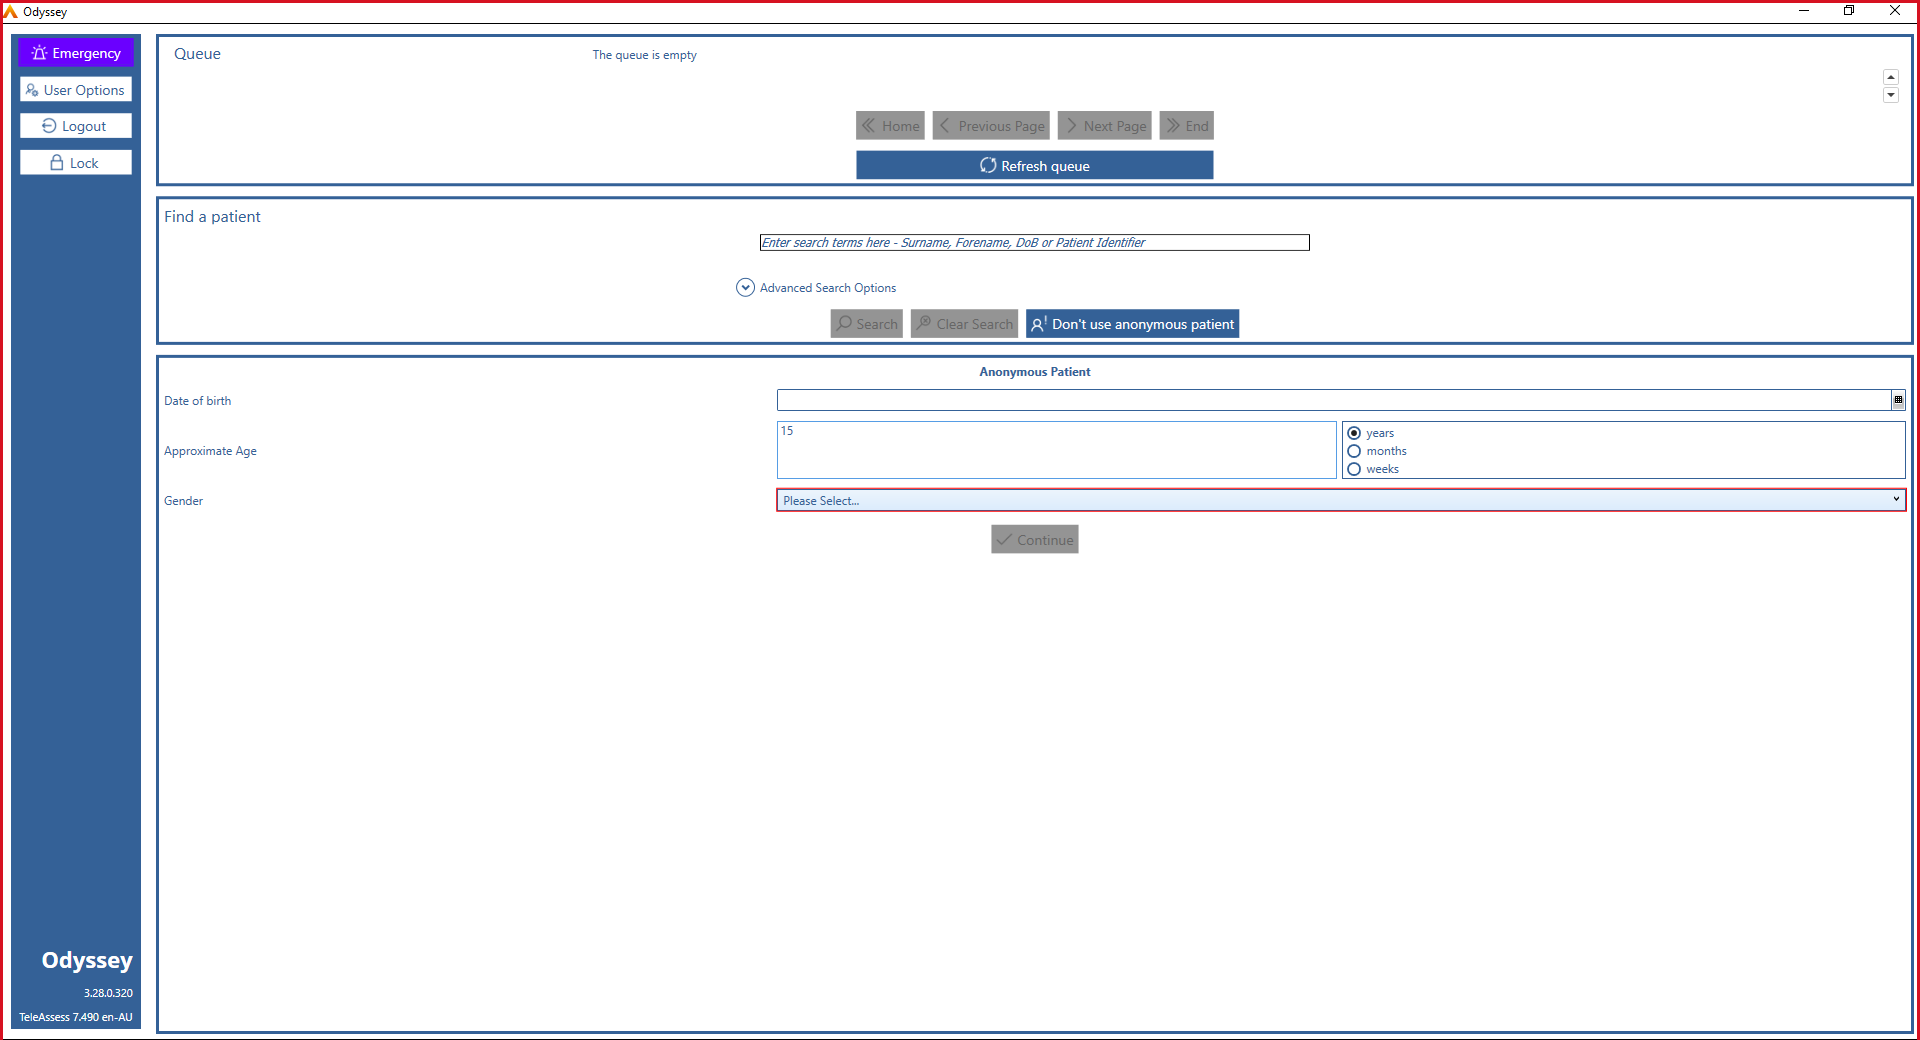 Odyssey
Emergency
User Options
Logout
Lock
Queue
The queue is empty
Home
Previous Page
Next Page
End
Refresh queue
Find a patient
Enter search terms here - Surname, Forename, DoB or Patient Identifier
Advanced Search Options
Search
Clear Search
Don't use anonymous patient
Anonymous Patient
Date of birth
Approximate Age
15
years
months
weeks
Gender
Please Select...
Continue
Odyssey
3.28.0.320
TeleAssess 7.490 en-AU